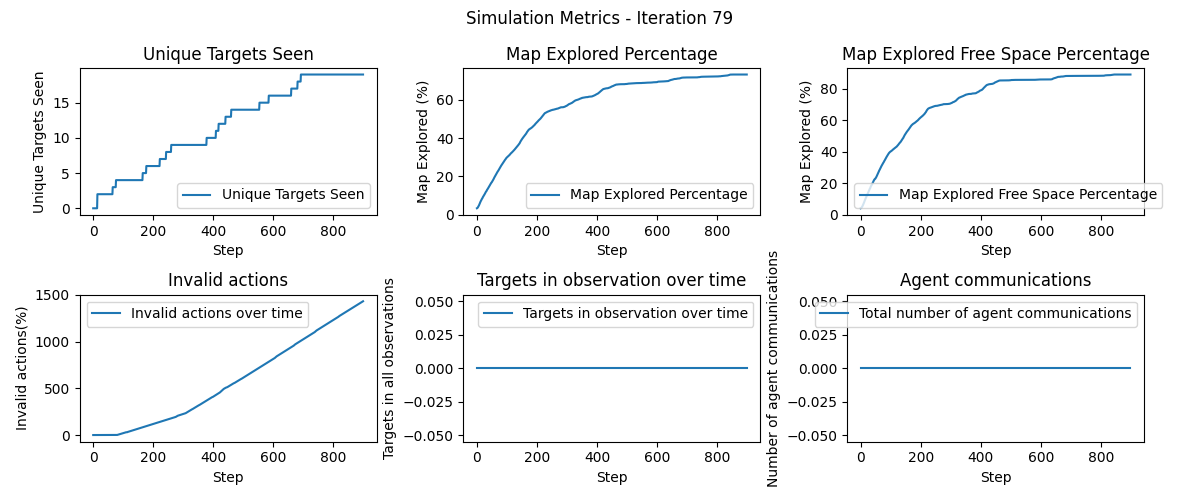 Simulation Metrics - Iteration 79
Unique Targets Seen
Unique Targets Seen
15
10
5
0
Unique Targets Seen
0 200 400 600 800
Step
Map Explored Percentage
Map Explored (%)
60
40
20
0
Map Explored Percentage
0 200 400 600 800
Step
Map Explored Free Space Percentage
Map Explored (%)
80
60
40
20
0
Map Explored Free Space Percentage
0 200 400 600 800
Step
Invalid actions
Invalid actions(%)
1500
1000
500
0
Invalid actions over time
0 200 400 600 800
Step
Targets in observation over time
Targets in all observations
0.050
0.025
0.000
−0.025
−0.050
Targets in observation over time
0 200 400 600 800
Step
Agent communications
Number of agent communications
0.050
0.025
0.000
−0.025
−0.050
Total number of agent communications
0 200 400 600 800
Step